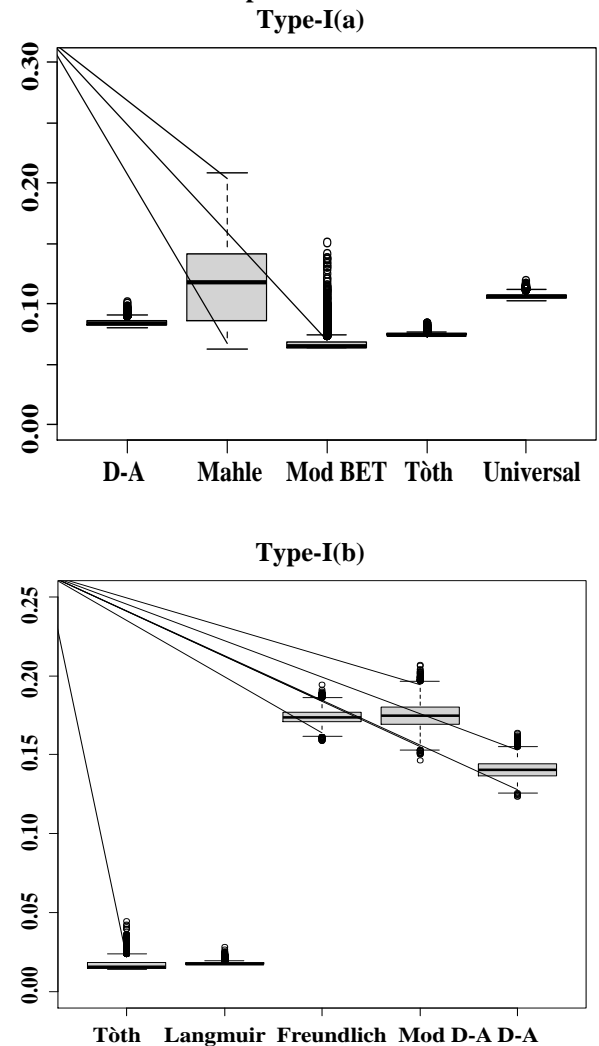 Type-I(a)
0.30
0.20
0.10
0.00
D-A Mahle Mod BET Tòth Universal
Type-I(b)
0.25
0.20
0.15
0.10
0.05
0.00
Tòth Langmuir Freundlich Mod D-A D-A